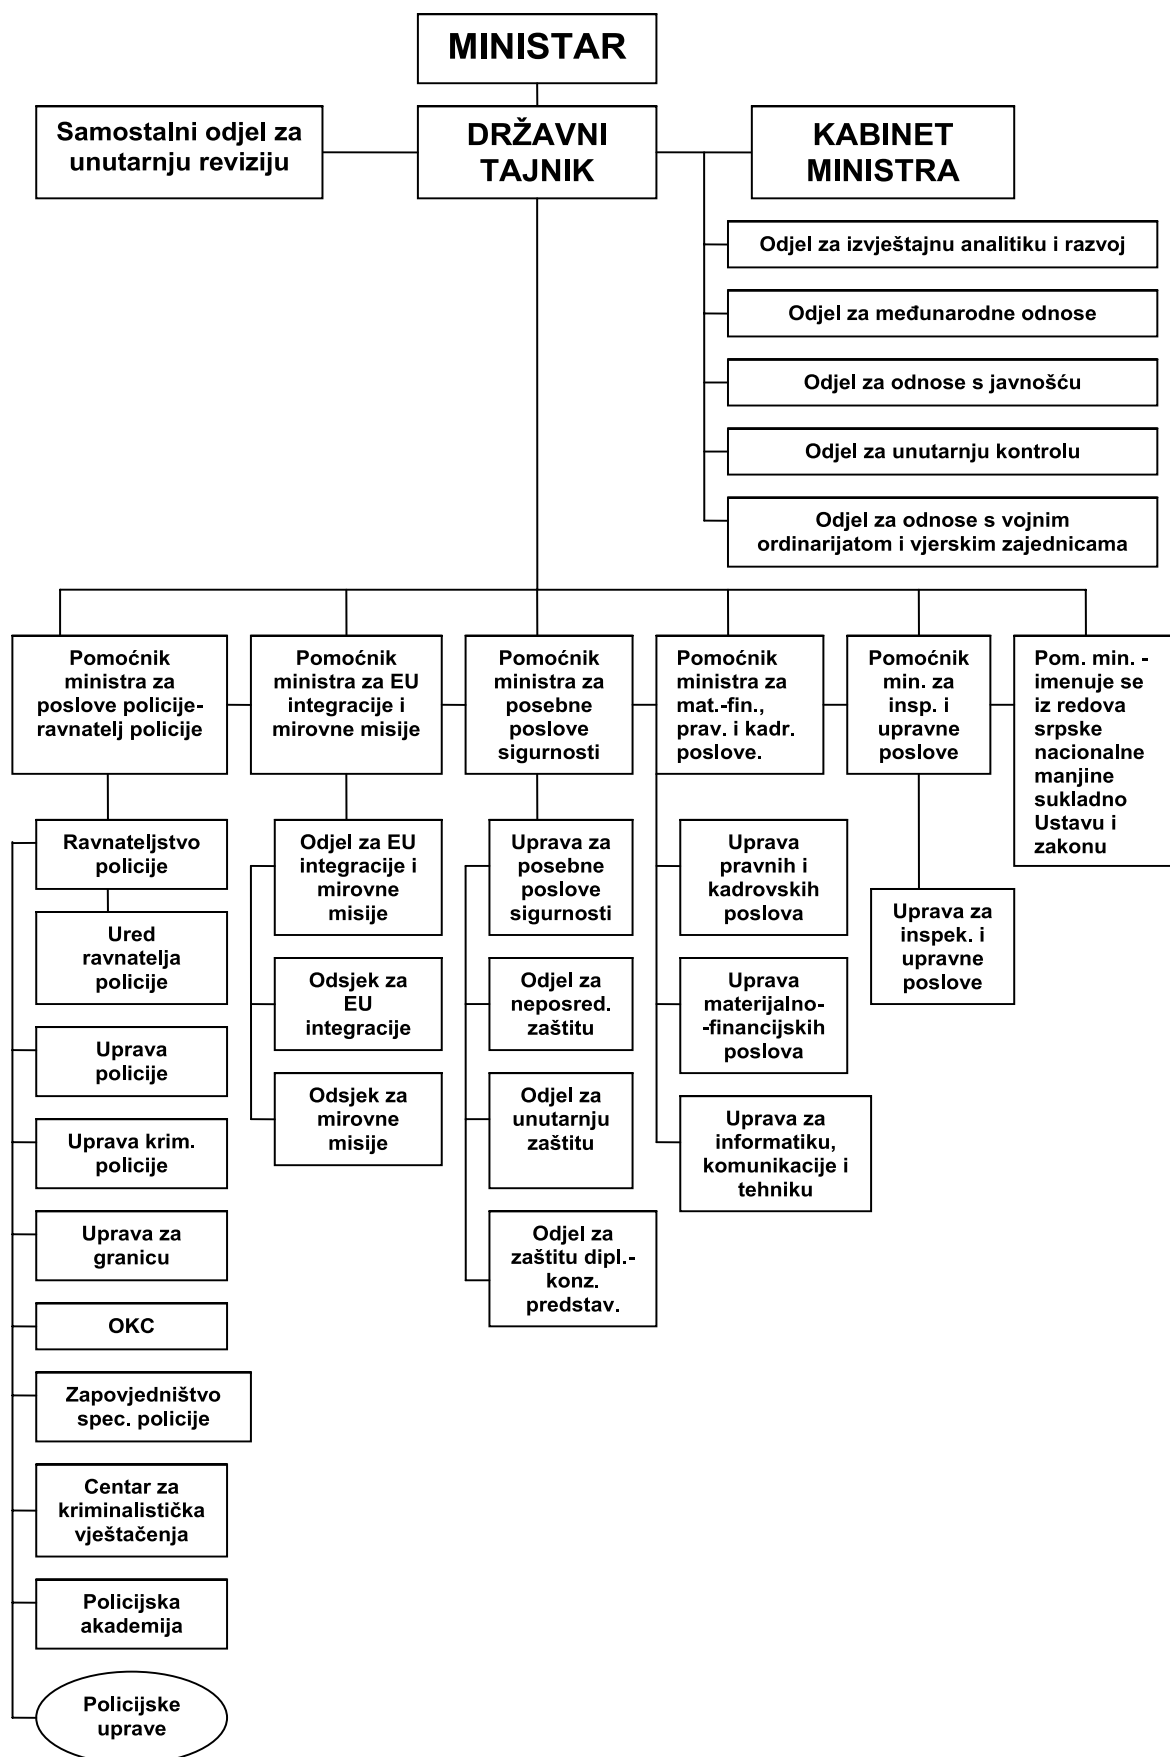 MINISTAR
Samostalni odjel za
unutarnju reviziju
DRŽAVNI
TAJNIK
KABINET
MINISTRA
Odjel za izvještajnu analitiku i razvoj
Odjel za međunarodne odnose
Odjel za odnose s javnošću
Odjel za unutarnju kontrolu
Odjel za odnose s vojnim
ordinarijatom i vjerskim zajednicama
Pomoćnik
ministra za
poslove policije-
ravnatelj policije
Pomoćnik
ministra za EU
integracije i
mirovne misije
Pomoćnik
ministra za
posebne
poslove
sigurnosti
Pomoćnik
ministra za
mat.-fin.,
prav. i kadr.
poslove.
Pomoćnik
min. za
insp. i
upravne
poslove
Pom. min. -
imenuje se
iz redova
srpske
nacionalne
manjine
sukladno
Ustavu i
zakonu
Ravnateljstvo
policije
Ured
ravnatelja
policije
Uprava
policije
Uprava krim.
policije
Uprava za
granicu
OKC
Zapovjedništvo
spec. policije
Centar za
kriminalistička
vještačenja
Policijska
akademija
Policijske
uprave
Odjel za EU
integracije i
mirovne
misije
Odsjek za
EU
integracije
Odsjek za
mirovne
misije
Uprava za
posebne
poslove
sigurnosti
Odjel za
neposred.
zaštitu
Odjel za
unutarnju
zaštitu
Odjel za
zaštitu dipl.-
konz.
predstav.
Uprava
pravnih i
kadrovskih
poslova
Uprava
materijalno-
-financijskih
poslova
Uprava za
informatiku,
komunikacije i
tehniku
Uprava za
inspek. i
upravne
poslove